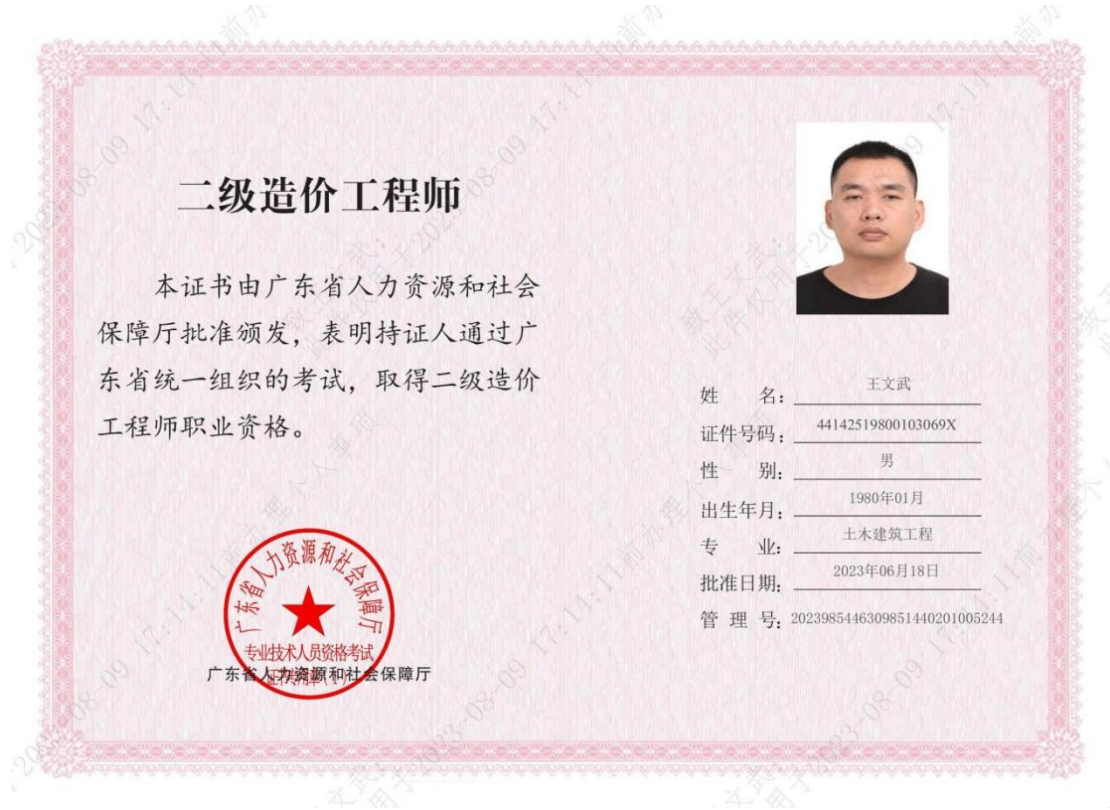 二级造价工程师
本证书由广东省人力资源和社会
保障厅批准颁发，表明持证人通过广
东省统一组织的考试，取得二级造价
工程师职业资格。
广东省人力资源和社会保障厅
专业技术人员资格考试
广东省人力资源和社会保障厅
姓 名：王文武
证件号码：44142519800103069X
性 别：男
出生年月：1980年01月
专 业：土木建筑工程
批准日期：2023年06月18日
管 理 号：2023985446309851440201005244